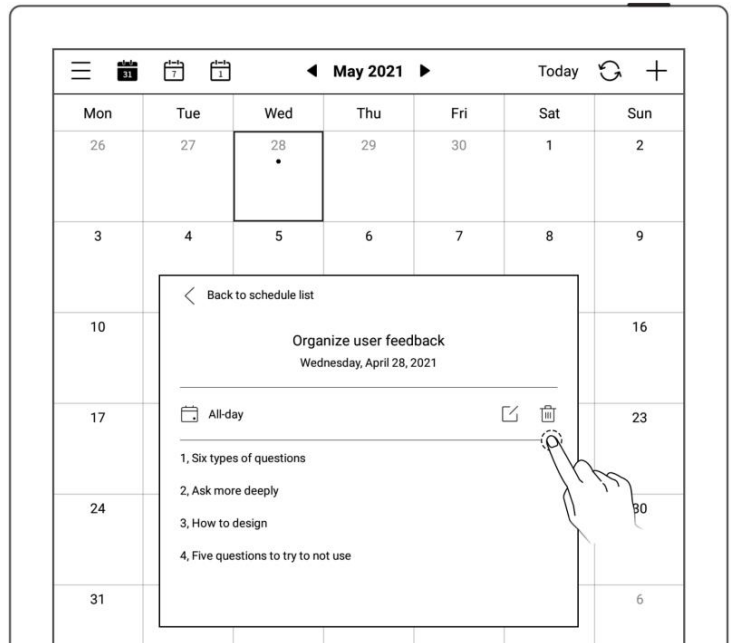 31 7 1 May 2021 Today
Mon Tue Wed Thu Fri Sat Sun
26 27 28 29 30 1 2
3 4 5 6 7 8 9
Back to schedule list
10 16
Organize user feedback
Wednesday, April 28, 2021
17 All-day 23
1, Six types of questions
2, Ask more deeply
24 30
3, How to design
4, Five questions to try to not use
31 6